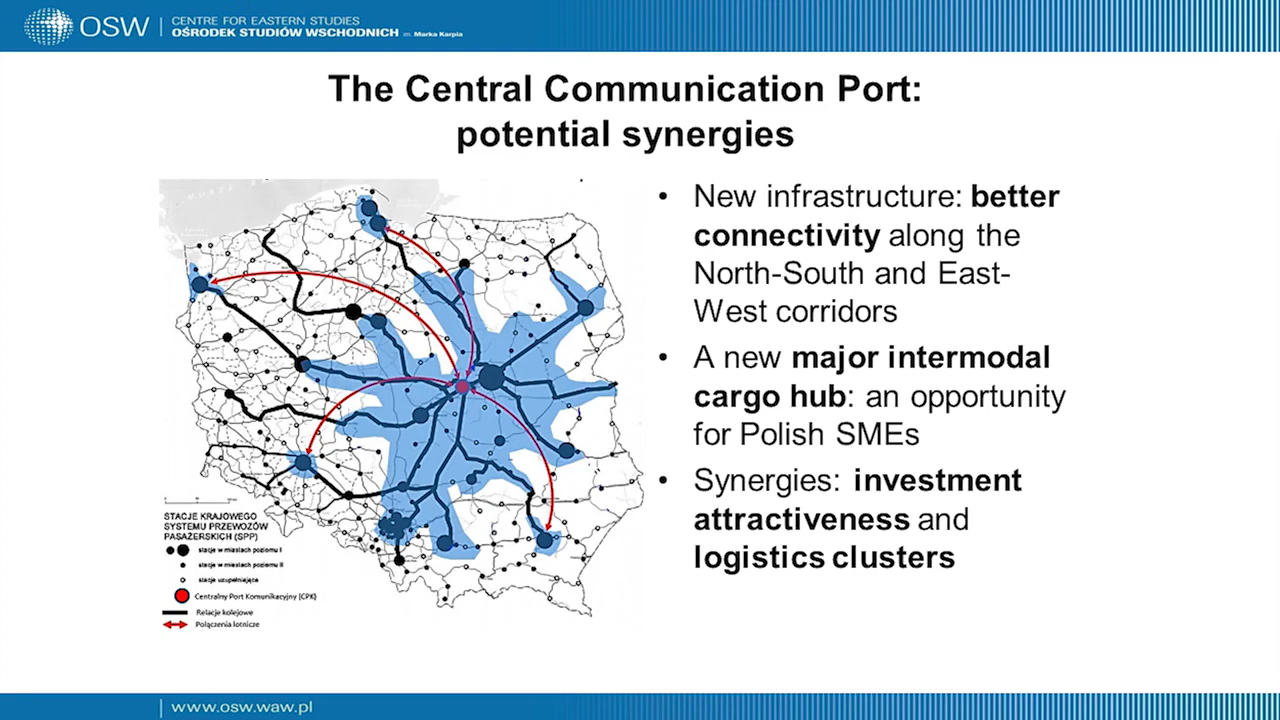 OSW
CENTRE FOR EASTERN STUDIES
OŚRODEK STUDIÓW WSCHODNICH im. Marka Karpia
The Central Communication Port:
potential synergies
• New infrastructure: better
connectivity along the
North-South and East-
West corridors
• A new major intermodal
cargo hub: an opportunity
for Polish SMEs
• Synergies: investment
attractiveness and
logistics clusters
STACJE KRAJOWEGO
SYSTEMU PRZEWOZÓW
PASAŻERSKICH (SPP)
stacje w miastach poziomu I
stacje w miastach poziomu II
stacje uzupełniające
Centralny Port Komunikacyjny (CPK)
Relacje kolejowe
Połączenia lotnicze
www.osw.waw.pl